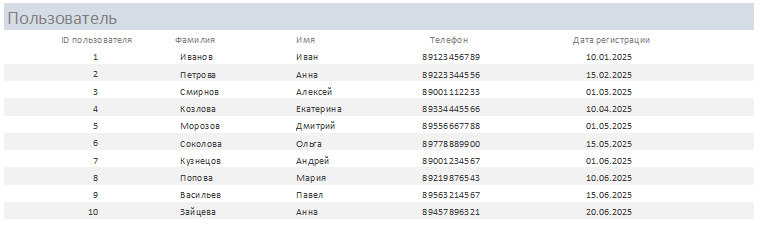 Пользователь
ID пользователя Фамилия Имя Телефон Дата регистрации
1 Иванов Иван 89123456789 10.01.2025
2 Петрова Анна 89223344556 15.02.2025
3 Смирнов Алексей 89001112233 01.03.2025
4 Козлова Екатерина 89334445566 10.04.2025
5 Морозов Дмитрий 89556667788 01.05.2025
6 Соколова Ольга 89778889900 15.05.2025
7 Кузнецов Андрей 89001234567 01.06.2025
8 Попова Мария 89219876543 10.06.2025
9 Васильев Павел 89563214567 15.06.2025
10 Зайцева Анна 89457896321 20.06.2025